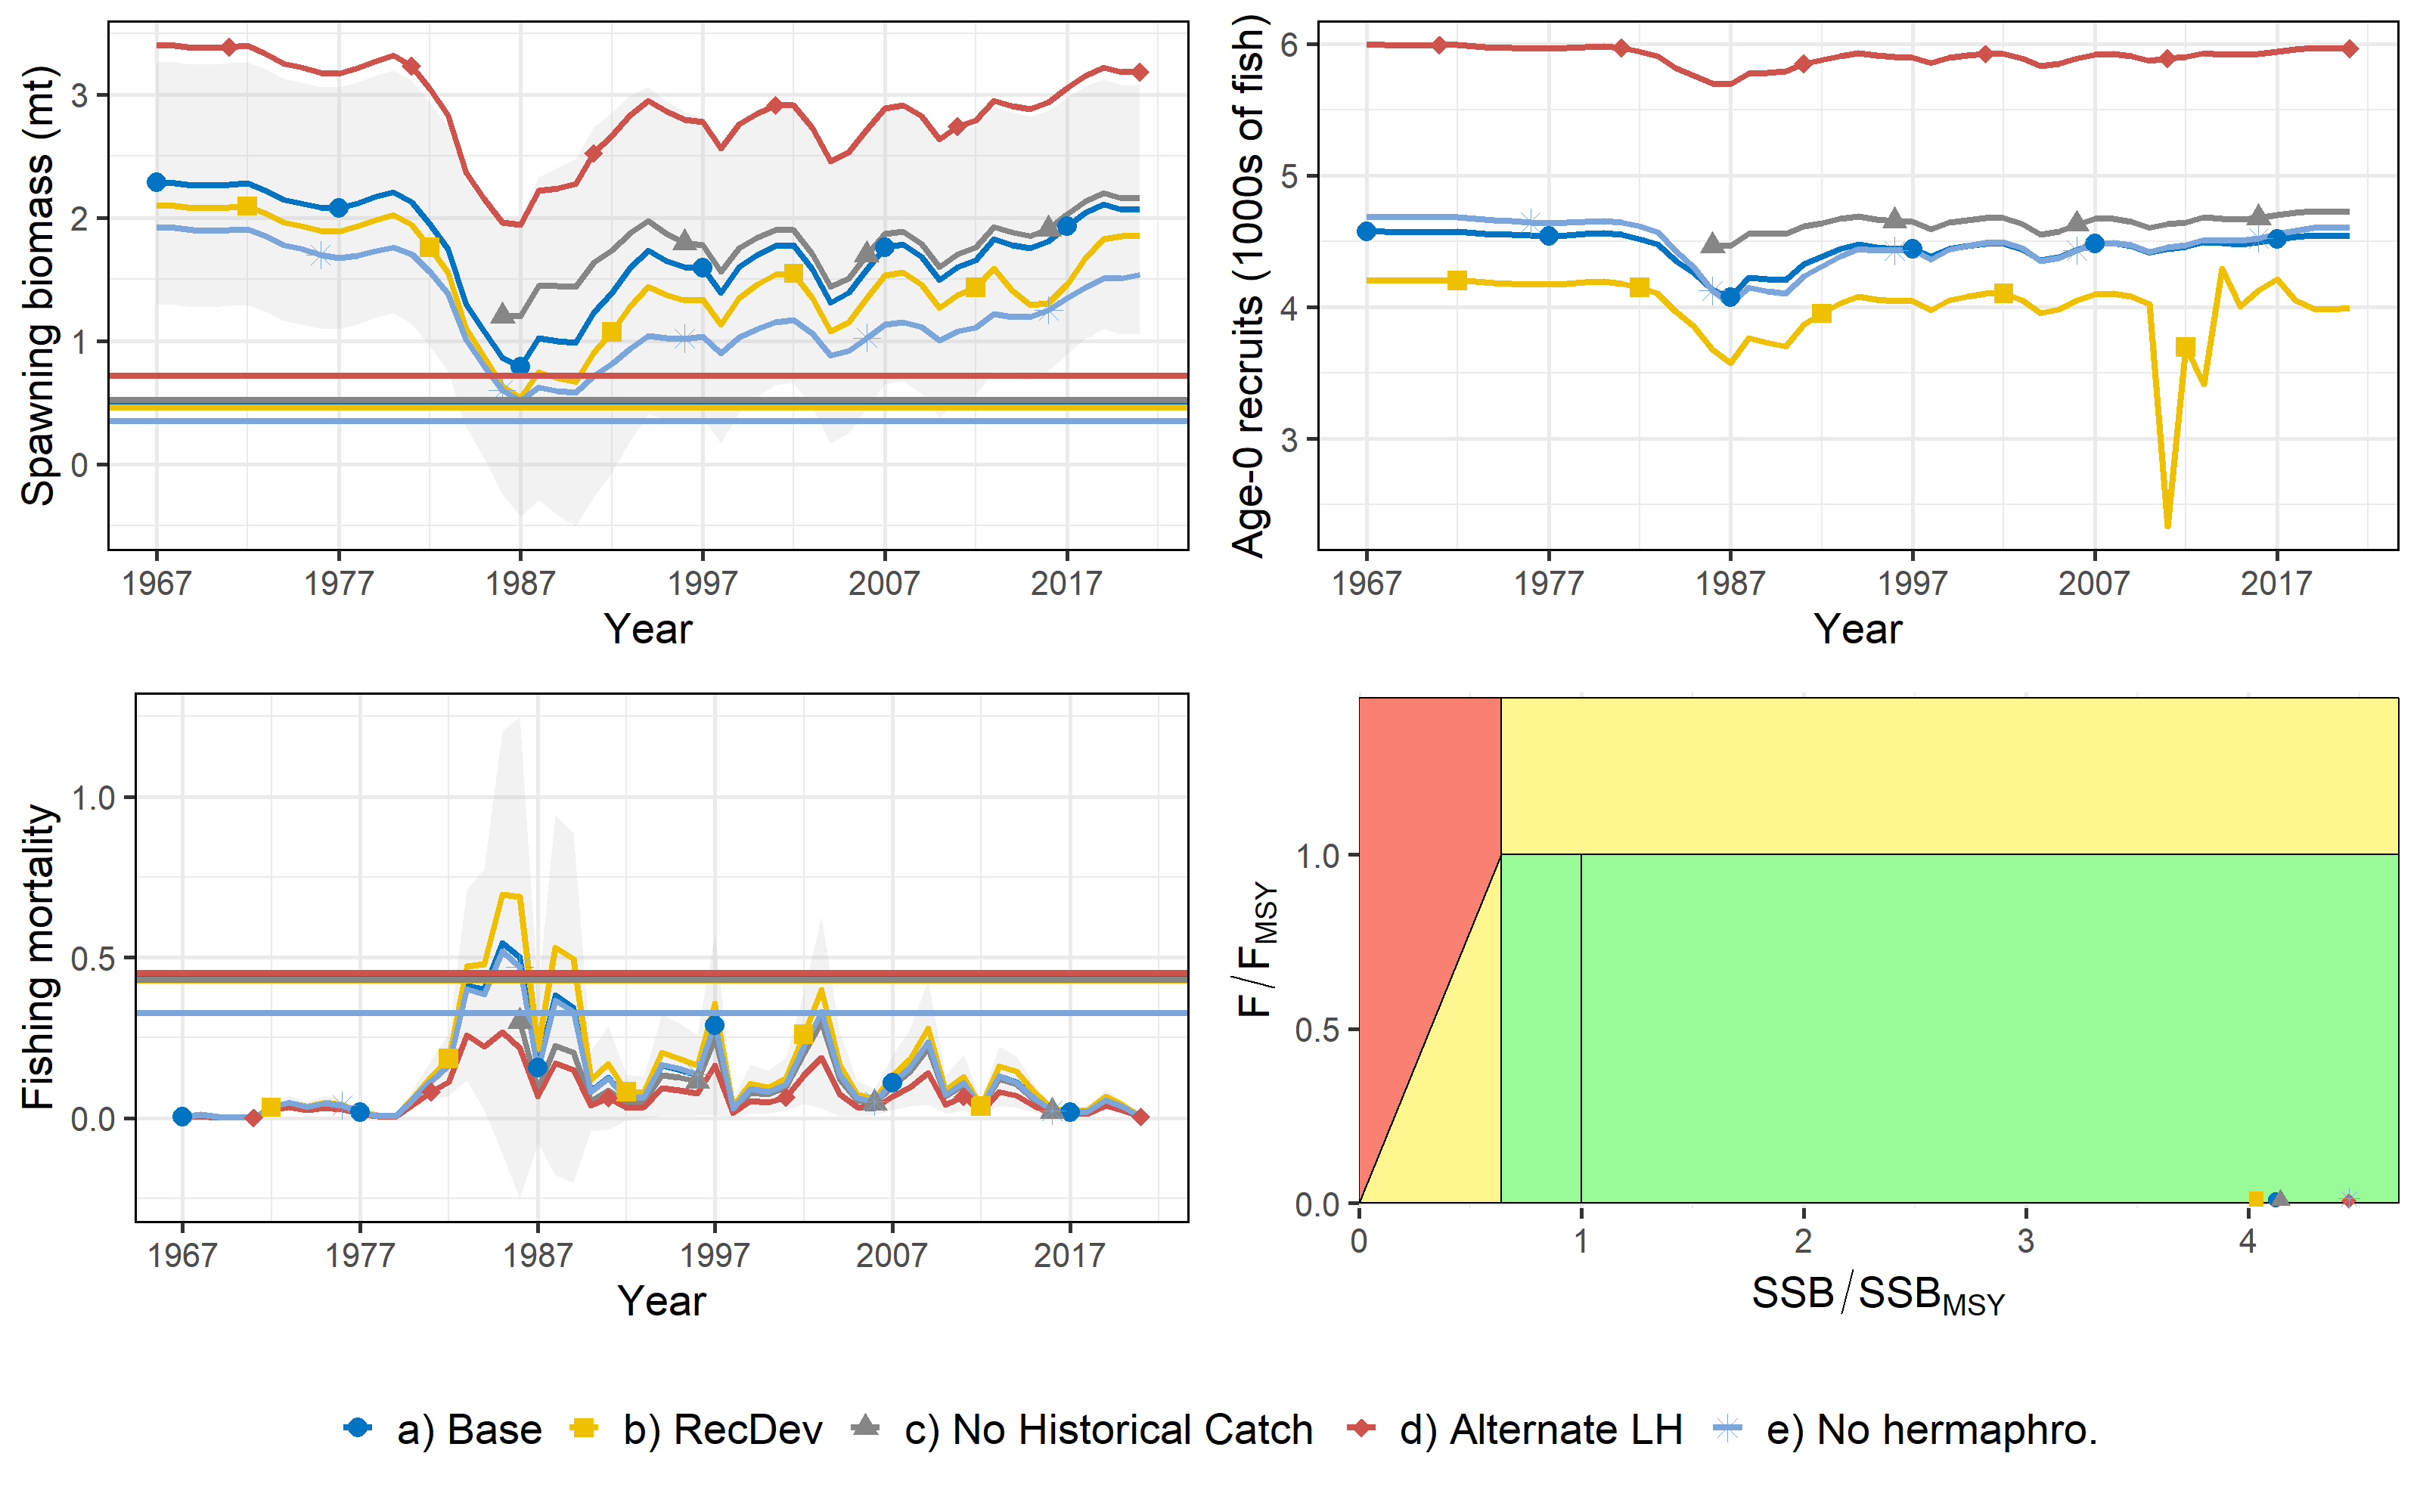 Spawning biomass (mt)
3
2
1
0
1967 1977 1987 1997 2007 2017
Year
Age-0 recruits (1000s of fish)
6
5
4
3
1967 1977 1987 1997 2007 2017
Year
Fishing mortality
1.0
0.5
0.0
1967 1977 1987 1997 2007 2017
Year
F/FMSY
1.0
0.5
0.0
0 1 2 3 4
SSB/SSBMSY
a) Base b) RecDev c) No Historical Catch d) Alternate LH e) No hermaphro.